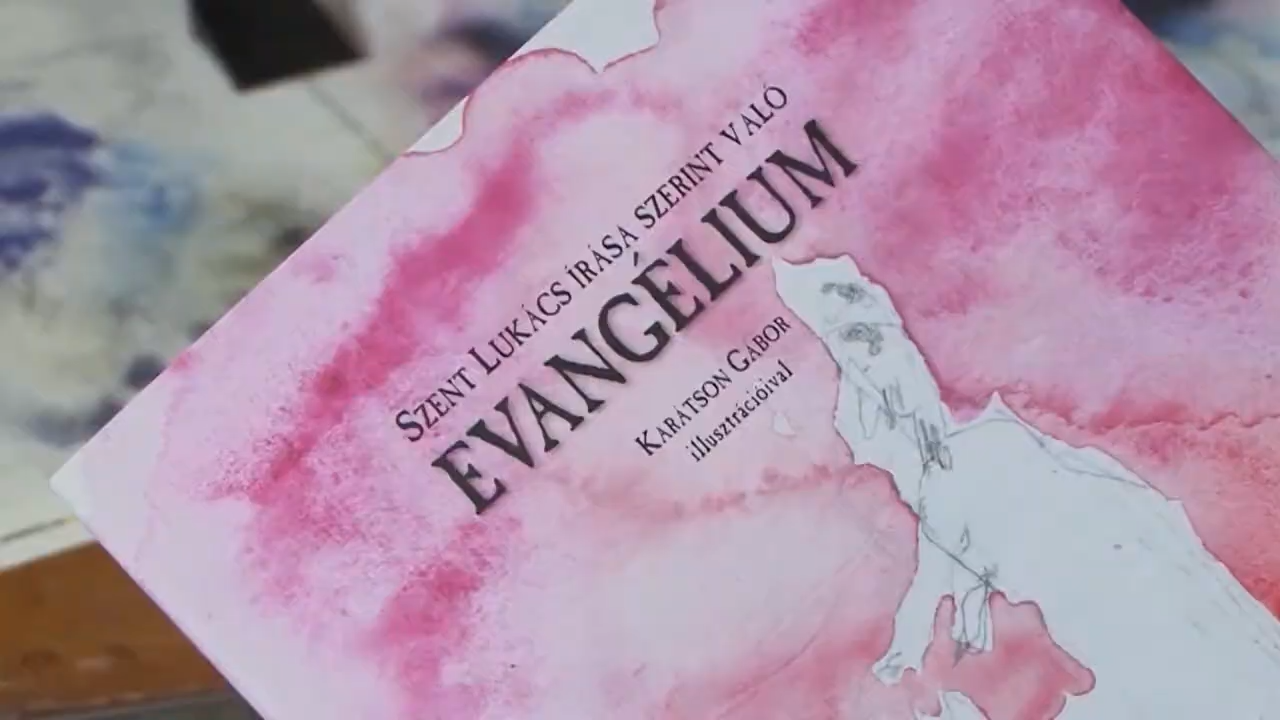 SZENT LUKÁCS ÍRÁSA SZERINT VALÓ
EVANGÉLIUM
KARÁTSON GÁBOR
illusztrációival